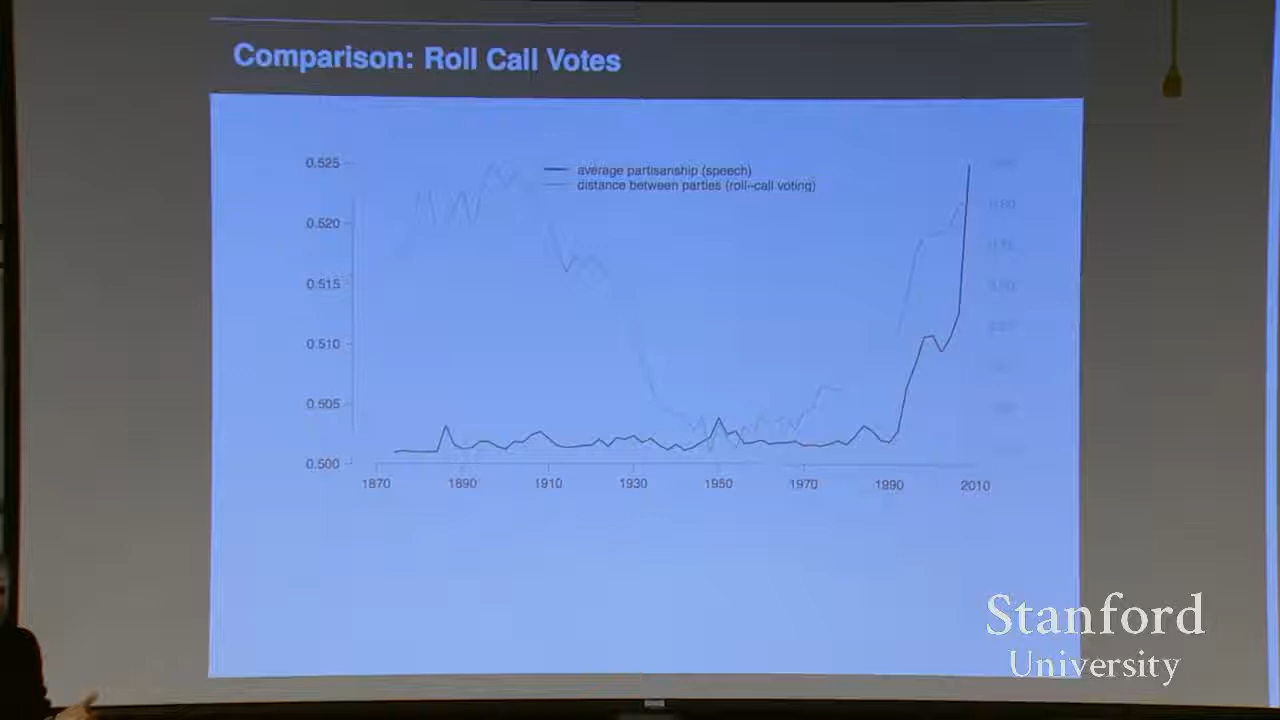 Comparison: Roll Call Votes
average partisanship (speech)
distance between parties (roll-call voting)
0.525
0.520
0.515
0.510
0.505
0.500
1870 1890 1910 1930 1950 1970 1990 2010
Stanford
University